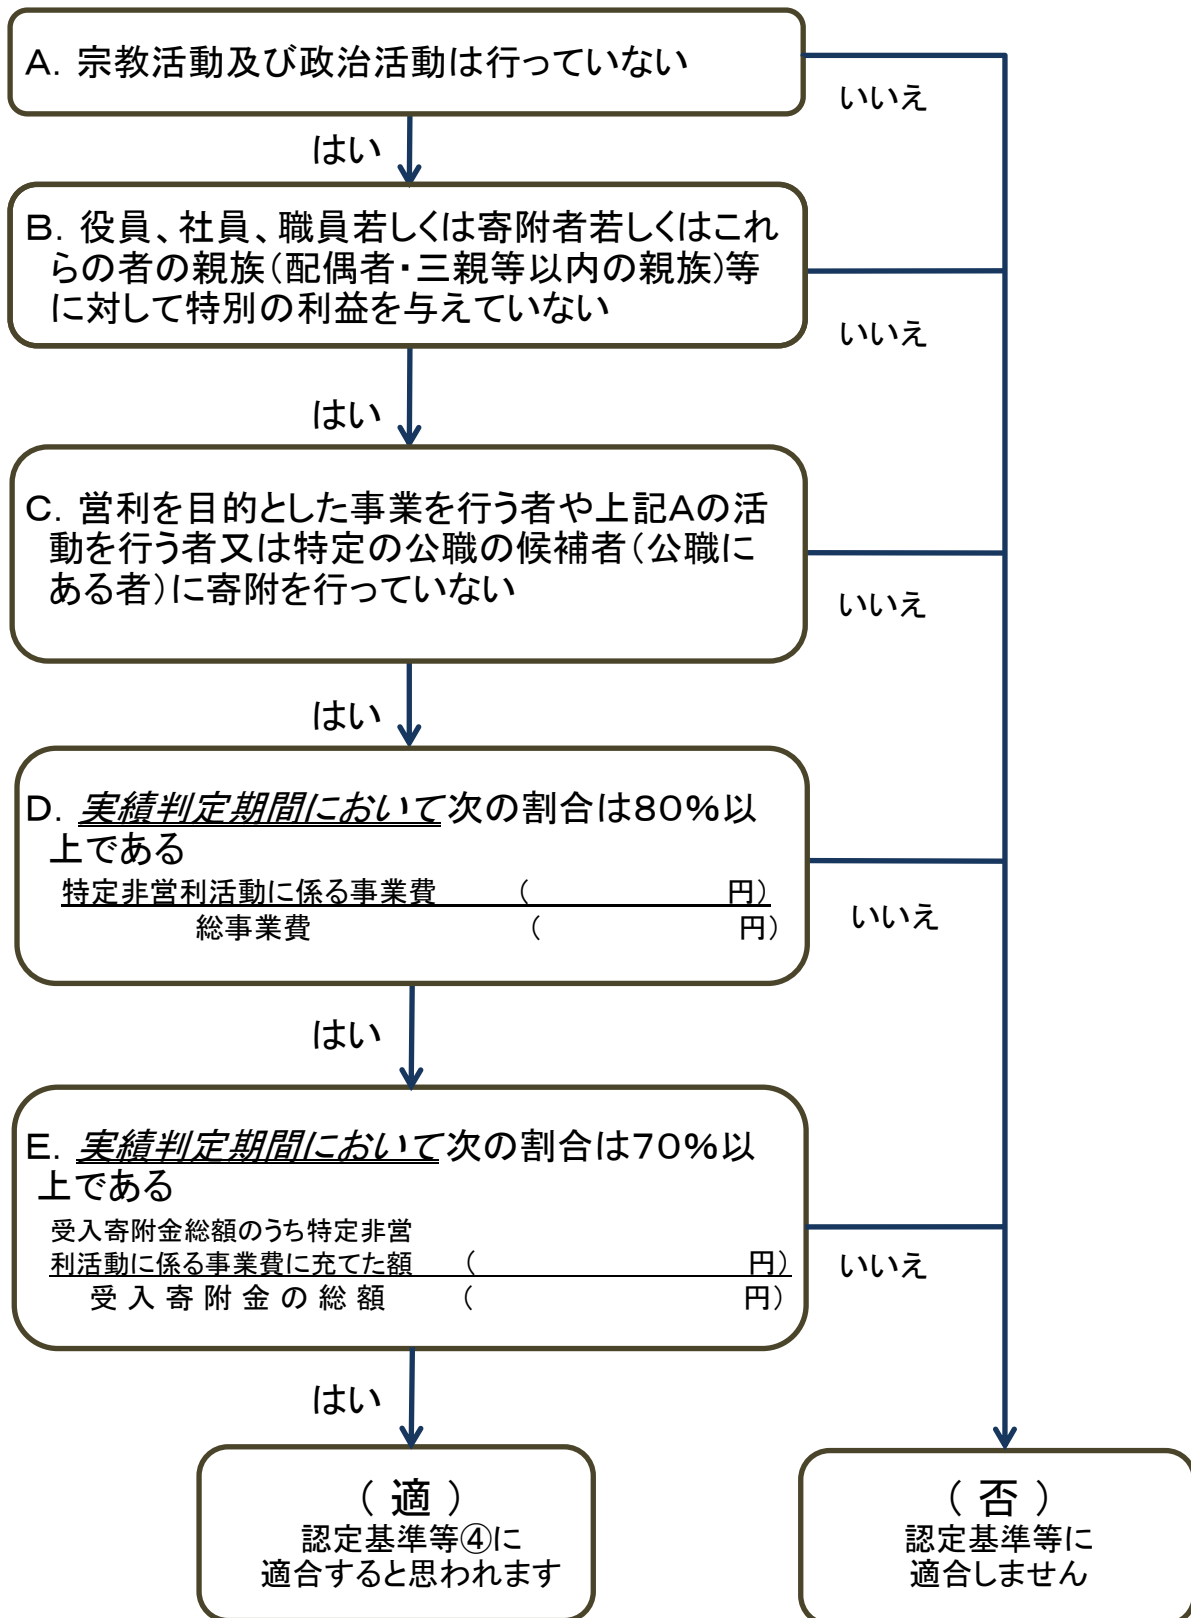 A. 宗教活動及び政治活動は行っていない
いいえ
はい
B. 役員、社員、職員若しくは寄附者若しくはこれ
らの者の親族(配偶者・三親等以内の親族)等
に対して特別の利益を与えていない
いいえ
はい
C. 営利を目的とした事業を行う者や上記Aの活
動を行う者又は特定の公職の候補者(公職に
ある者)に寄附を行っていない
いいえ
はい
D. 実績判定期間において次の割合は80%以
上である
特定非営利活動に係る事業費 ( 円)
総事業費 ( 円)
いいえ
はい
E. 実績判定期間において次の割合は70%以
上である
受入寄附金総額のうち特定非営
利活動に係る事業費に充てた額 ( 円)
受入寄附金の総額 ( 円)
いいえ
はい
(適)
認定基準等④に
適合すると思われます
(否)
認定基準等に
適合しません